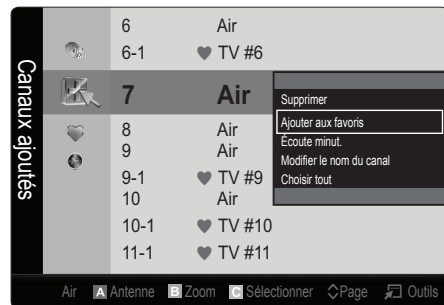 Canaux ajoutés
6 Air
6-1 ♥ TV #6
7 Air
8 Air
9 Air
9-1 ♥ TV #9
10 Air
10-1 ♥ TV #10
11-1 ♥ TV #11
Supprimer
Ajouter aux favoris
Écoute minut.
Modifier le nom du canal
Choisir tout
Air A Antenne B Zoom C Sélectionner Page Outils